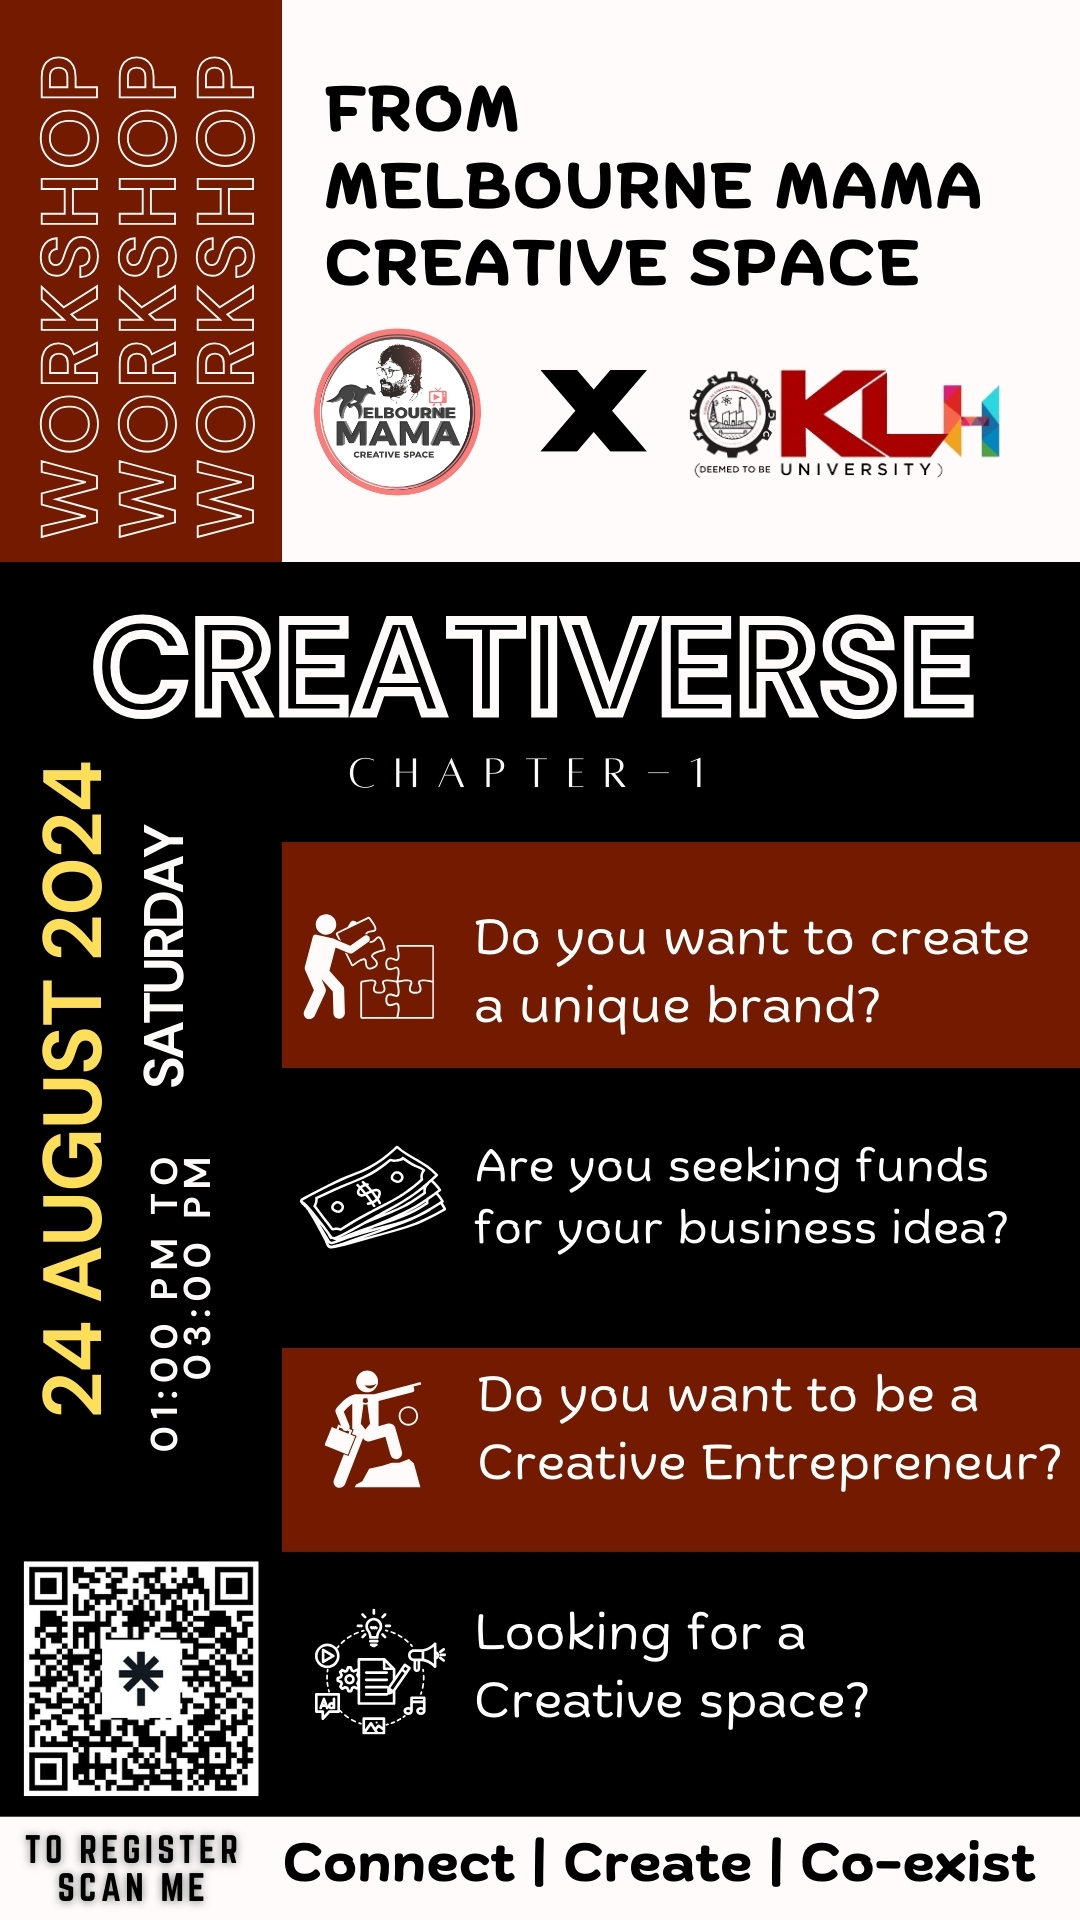 WORKSHOP
WORKSHOP
WORKSHOP
FROM
MELBOURNE MAMA
CREATIVE SPACE
ELBOURNE
MAMA
CREATIVE SPACE
X
KLH
(DEEMED TO BE UNIVERSITY)
CREATIVERSE
CHAPTER-1
24 AUGUST 2024
SATURDAY
01:00 PM TO
03:00 PM
Do you want to create
a unique brand?
Are you seeking funds
for your business idea?
Do you want to be a
Creative Entrepreneur?
Ad
Looking for a
Creative space?
TO REGISTER
SCAN ME
Connect | Create | Co-exist